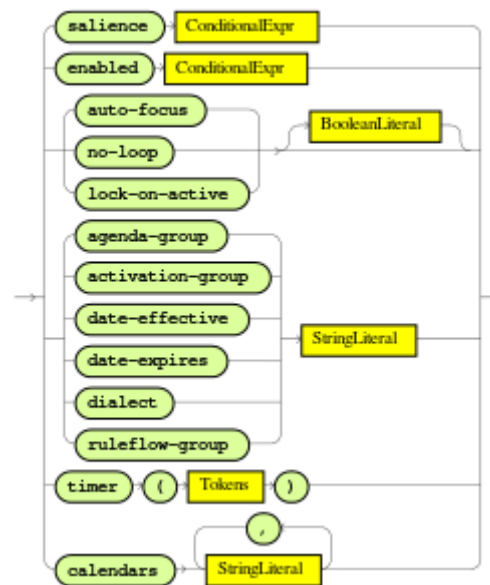 salience ConditionalExpr
enabled ConditionalExpr
auto-focus
BooleanLiteral
no-loop
lock-on-active
agenda-group
activation-group
date-effective
StringLiteral
date-expires
dialect
ruleflow-group
timer ( Tokens )
,
calendars StringLiteral